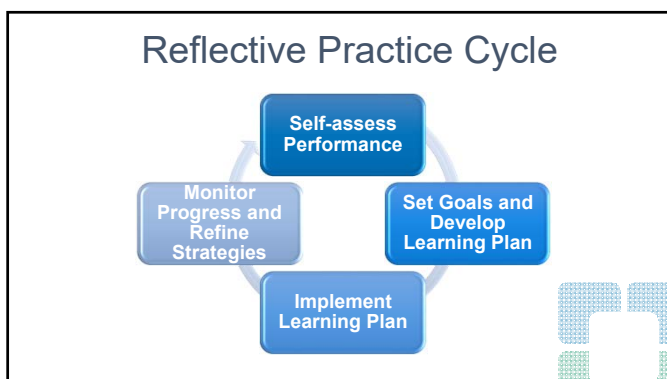 Reflective Practice Cycle
Self-assess
Performance
Set Goals and
Develop
Learning Plan
Implement
Learning Plan
Monitor
Progress and
Refine
Strategies